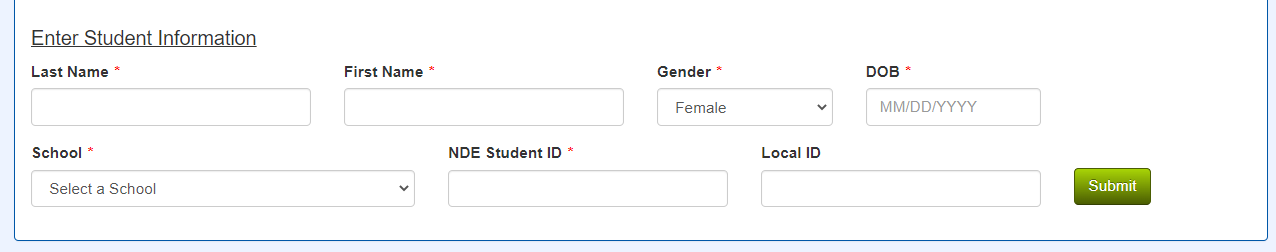 Enter Student Information
Last Name * First Name * Gender * DOB *
Female MM/DD/YYYY
School * NDE Student ID * Local ID
Select a School Submit